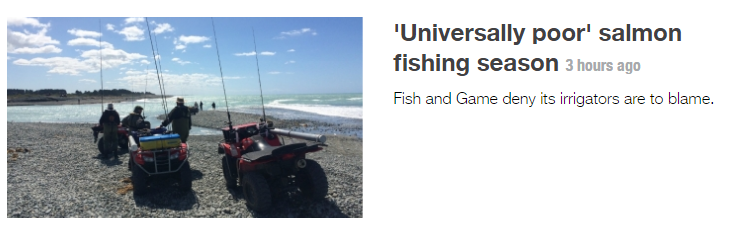 'Universally poor' salmon
fishing season 3 hours ago
Fish and Game deny its irrigators are to blame.